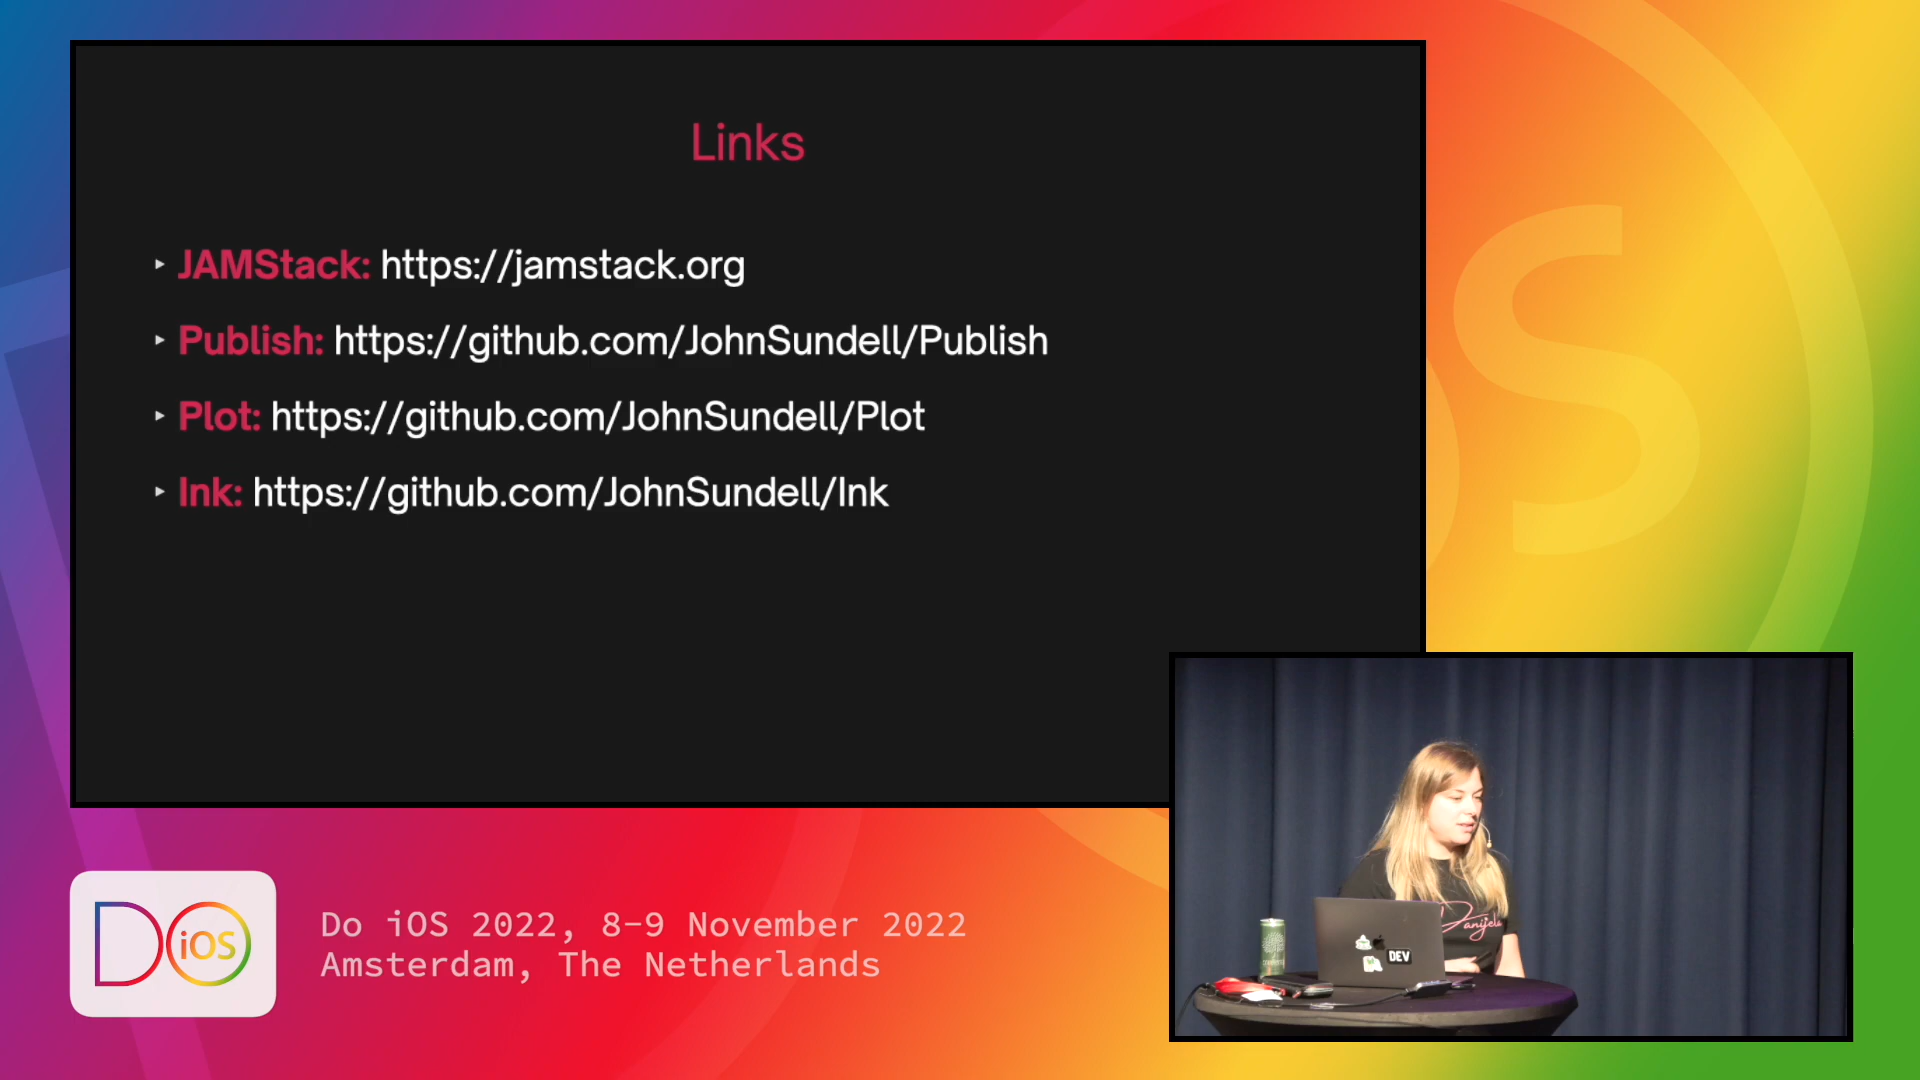 Links
JAMStack: https://jamstack.org
Publish: https://github.com/JohnSundell/Publish
Plot: https://github.com/JohnSundell/Plot
Ink: https://github.com/JohnSundell/Ink
DO iOS
Do iOS 2022, 8-9 November 2022
Amsterdam, The Netherlands
Danijela
DEV